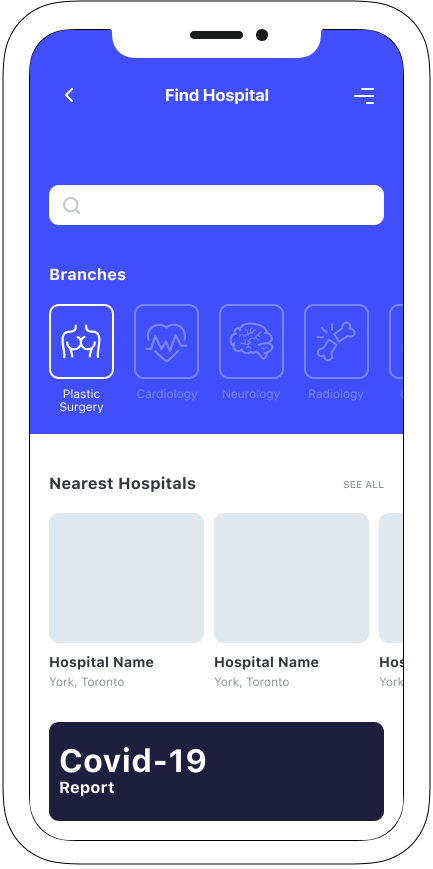 Find Hospital
Branches
Plastic
Surgery
Cardiology
Neurology
Radiology
Nearest Hospitals
SEE ALL
Hospital Name
Hospital Name
Hos
York, Toronto
York, Toronto
York
Covid-19
Report